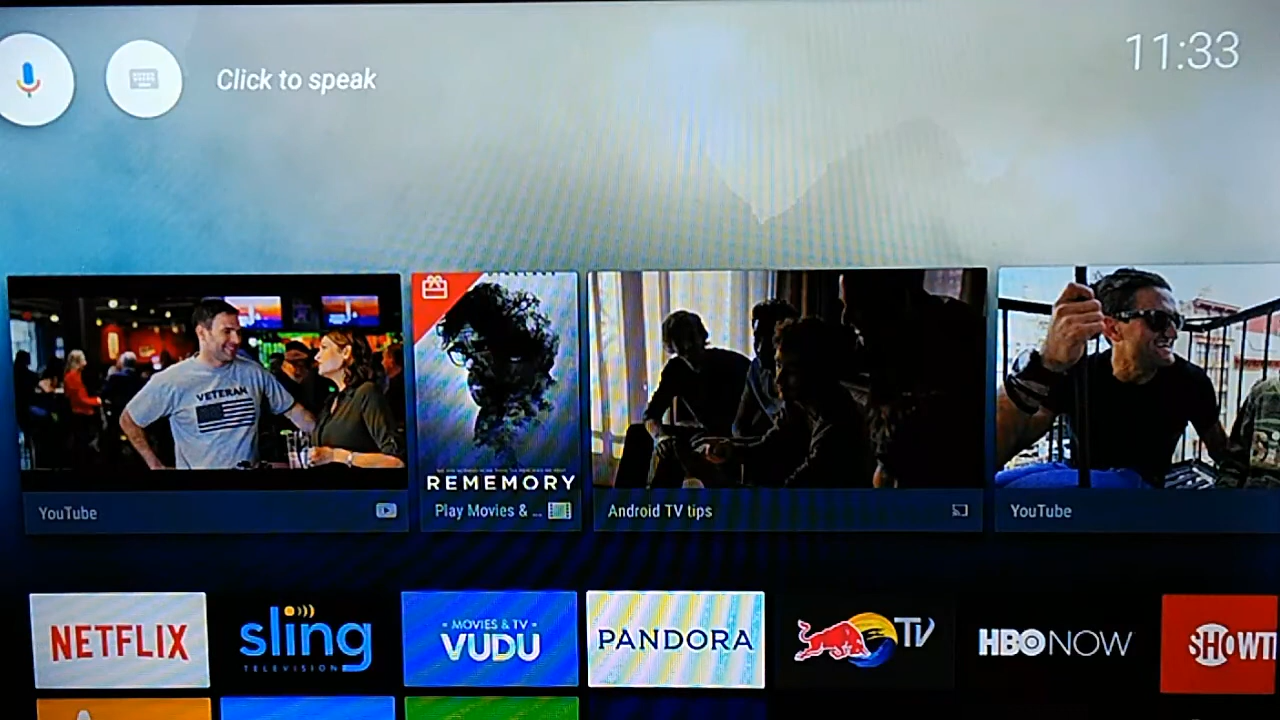 Click to speak
11:33
VETERAN
REMEMORY
YouTube
Play Movies & ...
Android TV tips
YouTube
NETFLIX
sling
TELEVISION
MOVIES & TV
VUDU
PANDORA
TV
HBO NOW
SHOWTI